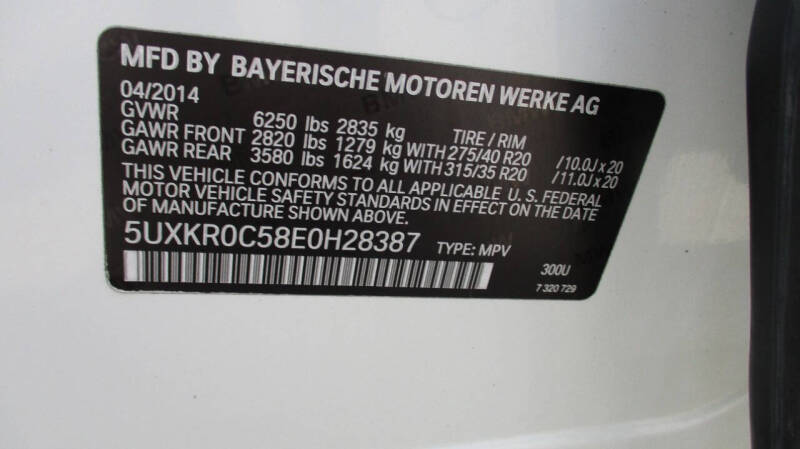 MFD BY BAYERISCHE MOTOREN WERKE AG
04/2014
GVWR 6250 lbs 2835 kg TIRE / RIM
GAWR FRONT 2820 lbs 1279 kg WITH 275/40 R20 /10.0J x 20
GAWR REAR 3580 lbs 1624 kg WITH 315/35 R20 /11.0J x 20
THIS VEHICLE CONFORMS TO ALL APPLICABLE U. S. FEDERAL
MOTOR VEHICLE SAFETY STANDARDS IN EFFECT ON THE DATE
OF MANUFACTURE SHOWN ABOVE.
5UXKR0C58E0H28387 TYPE: MPV
300U
7 320 729